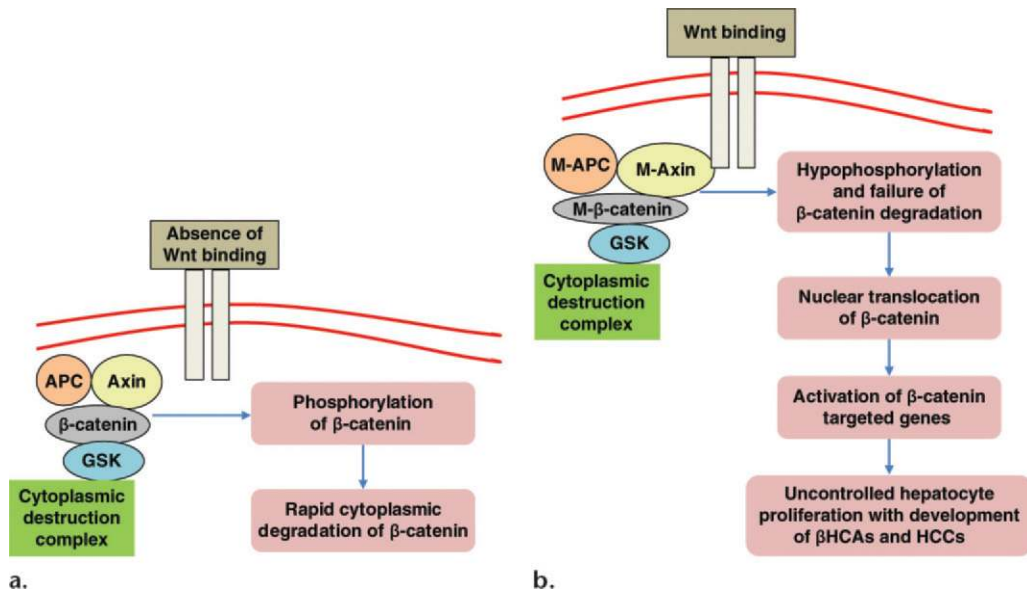 Absence of
Wnt binding
APC
Axin
β-catenin
GSK
Cytoplasmic
destruction
complex
Phosphorylation
of β-catenin
Rapid cytoplasmic
degradation of β-catenin
a.
Wnt binding
M-APC
M-Axin
M-β-catenin
GSK
Cytoplasmic
destruction
complex
Hypophosphorylation
and failure of
β-catenin degradation
Nuclear translocation
of β-catenin
Activation of β-catenin
targeted genes
Uncontrolled hepatocyte
proliferation with development
of βHCAs and HCCs
b.